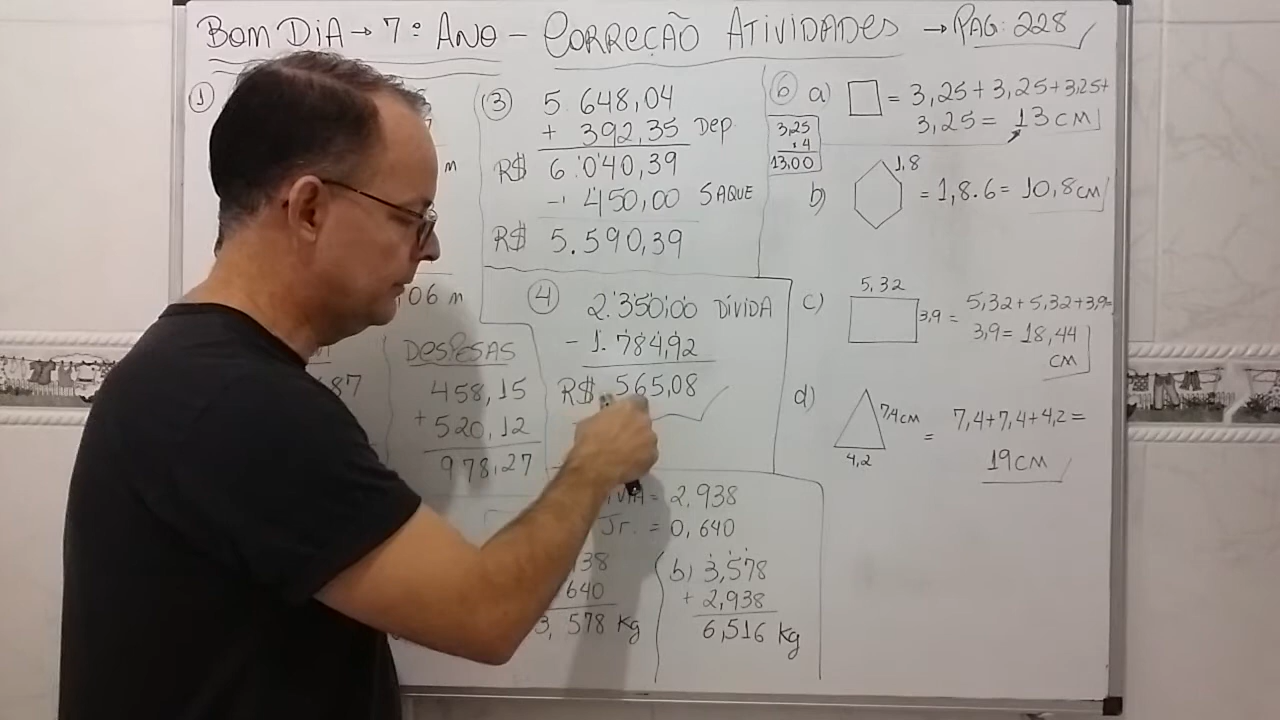 BOM DIA → 7º ANO – CORREÇÃO ATIVIDADES → PAG: 228
①
m
06 m
87
DESPESAS
458,15
+ 520,12
978,27
③ 5.648,04
+ 392,35 DEP.
R$ 6.040,39
- 450,00 SAQUE
R$ 5.590,39
④ 2.350,00 DÍVIDA
- 1.784,92
R$ 565,08
= 2,938
Jr. = 0,640
38
640
3,578 Kg
b) 3,578
+ 2,938
6,516 Kg
⑥ a) = 3,25 + 3,25 + 3,25 +
3,25 = 13 CM
3,25
. 4
13,00
b) 1,8
= 1,8 . 6 = 10,8 cm
c) 5,32
3,9 = 5,32 + 5,32 + 3,9 +
3,9 = 18,44
CM
d) 7,4 cm
4,2
= 7,4 + 7,4 + 4,2 =
19 CM